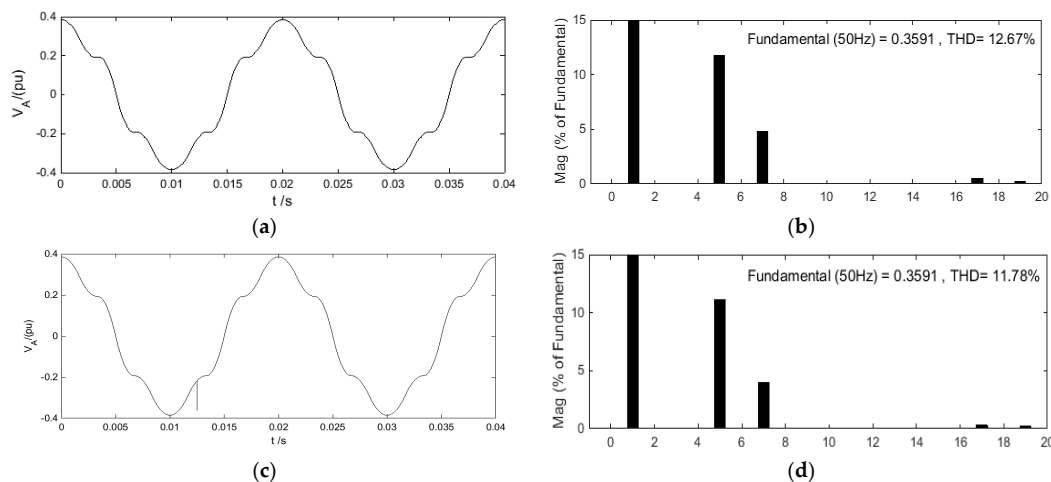 0.4
0.2
0
-0.2
-0.4
V_A/(pu)
0 0.005 0.01 0.015 0.02 0.025 0.03 0.035 0.04
t /s
(a)
15
10
5
0
Mag (% of Fundamental)
Fundamental (50Hz) = 0.3591 , THD= 12.67%
0 2 4 6 8 10 12 14 16 18 20
(b)
0.4
0.2
0
-0.2
-0.4
V_A/(pu)
0 0.005 0.01 0.015 0.02 0.025 0.03 0.035 0.04
t /s
(c)
15
10
5
0
Mag (% of Fundamental)
Fundamental (50Hz) = 0.3591 , THD= 11.78%
0 2 4 6 8 10 12 14 16 18 20
(d)